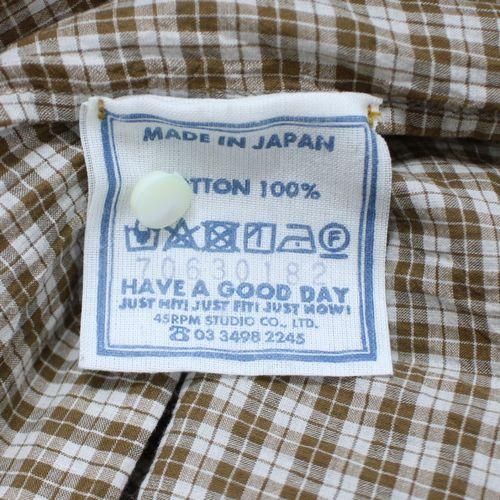 MADE IN JAPAN
TTON 100%
70630182
HAVE A GOOD DAY
JUST HIT! JUST FIT! JUST NOW!
45RPM STUDIO CO., LTD.
☎ 03 3498 2245